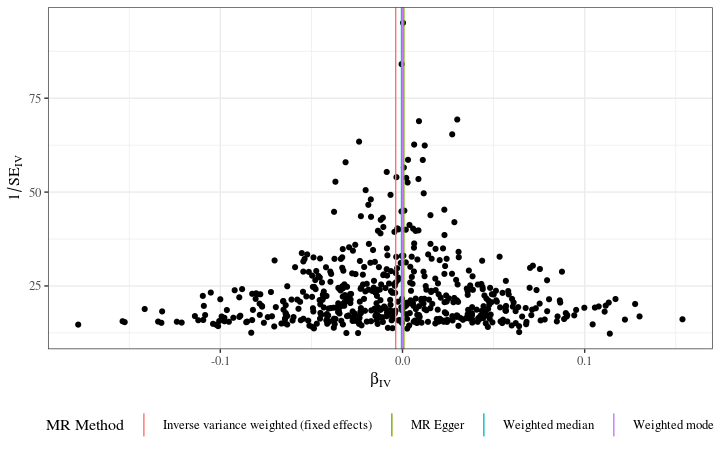 1/SE_IV
75
50
25
-0.1
0.0
0.1
β_IV
MR Method
Inverse variance weighted (fixed effects)
MR Egger
Weighted median
Weighted mode